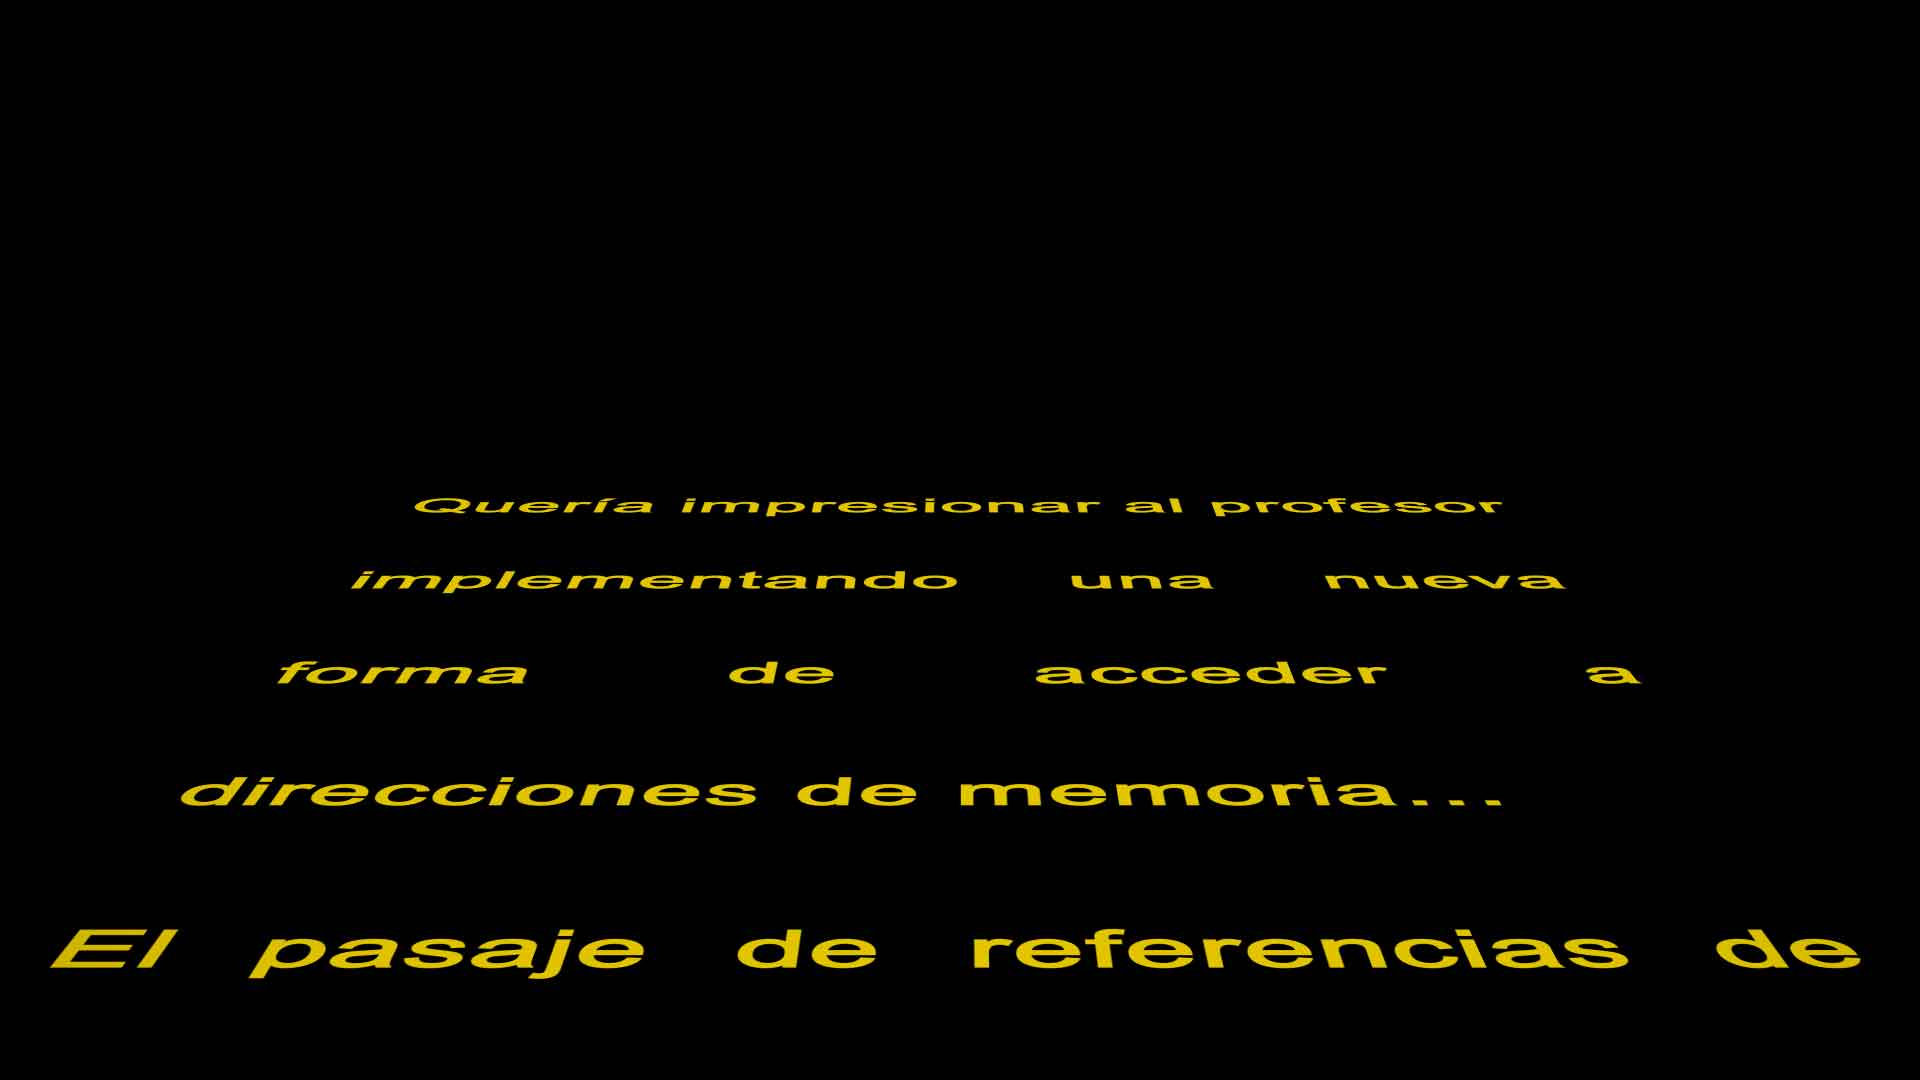 Quería impresionar al profesor
implementando una nueva
forma de acceder a
direcciones de memoria...
El pasaje de referencias de